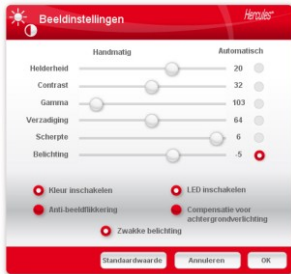 Beeldinstellingen
Hercules
Handmatig Automatisch
Helderheid 20
Contrast 32
Gamma 103
Verzadiging 64
Scherpte 6
Belichting -5
Kleur inschakelen LED inschakelen
Anti-beeldflikkering Compensatie voor
achtergrondverlichting
Zwakke belichting
Standaardwaarde Annuleren OK